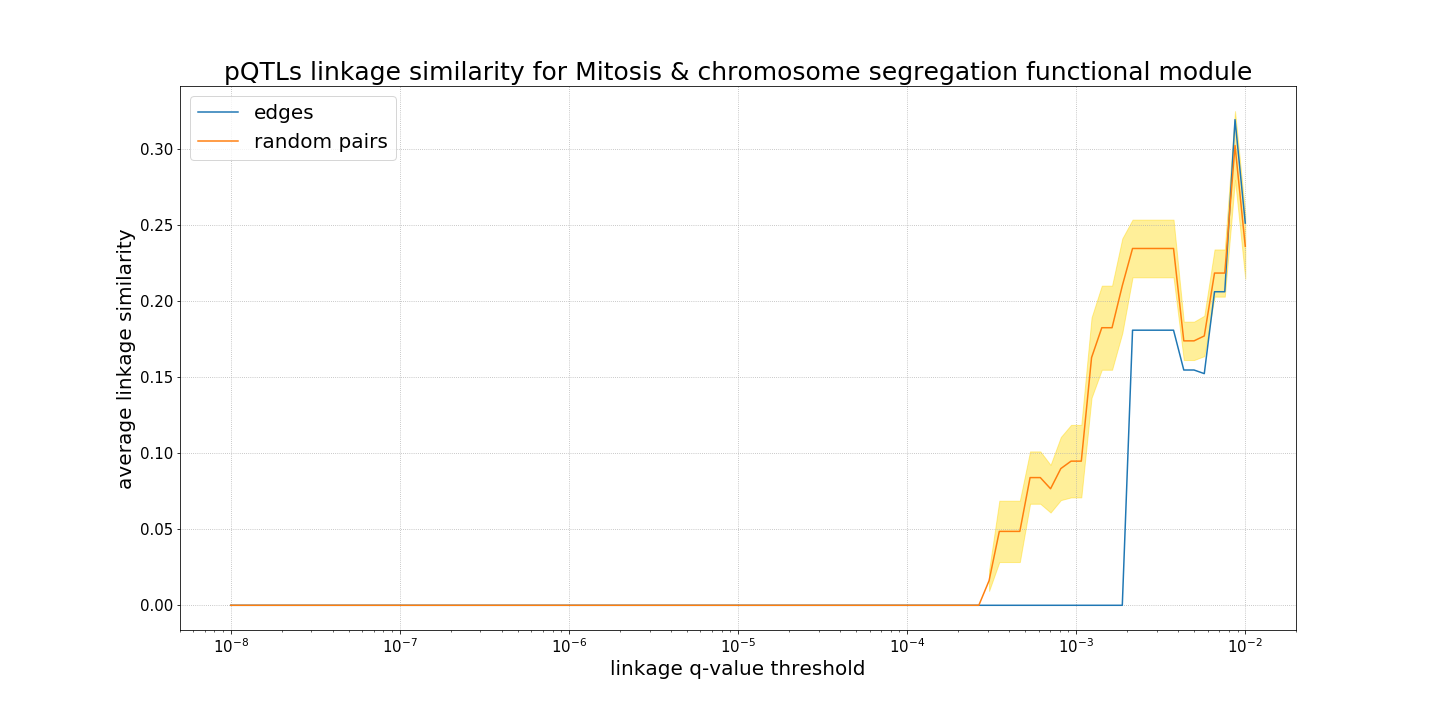 pQTLs linkage similarity for Mitosis & chromosome segregation functional module
edges
random pairs
average linkage similarity
0.30
0.25
0.20
0.15
0.10
0.05
0.00
10⁻⁸ 10⁻⁷ 10⁻⁶ 10⁻⁵ 10⁻⁴ 10⁻³ 10⁻²
linkage q-value threshold